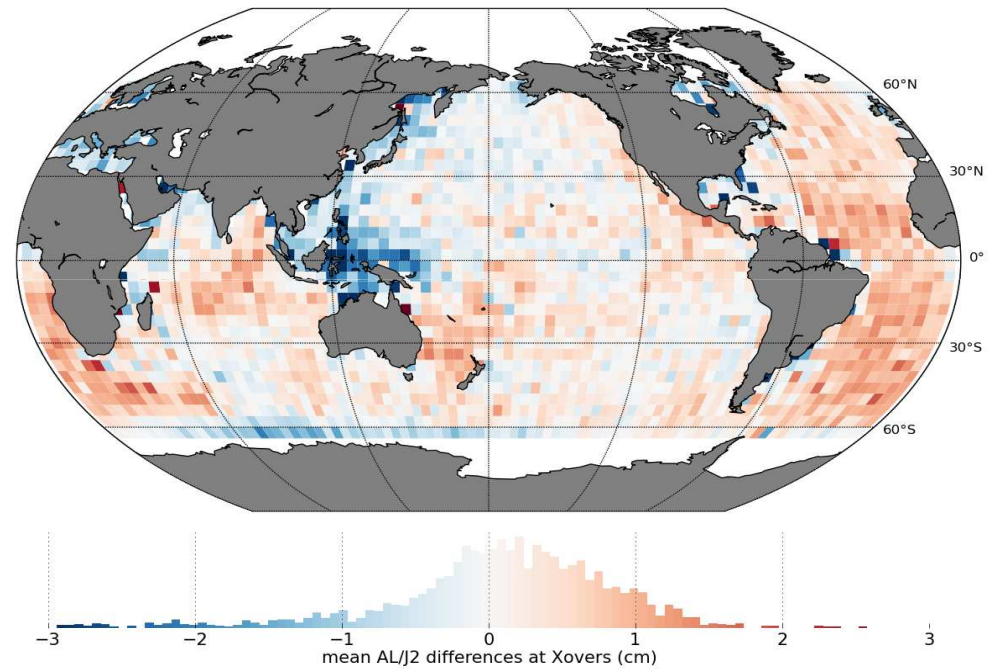 60°N
30°N
0°
30°S
60°S
−3 −2 −1 0 1 2 3
mean AL/J2 differences at Xovers (cm)